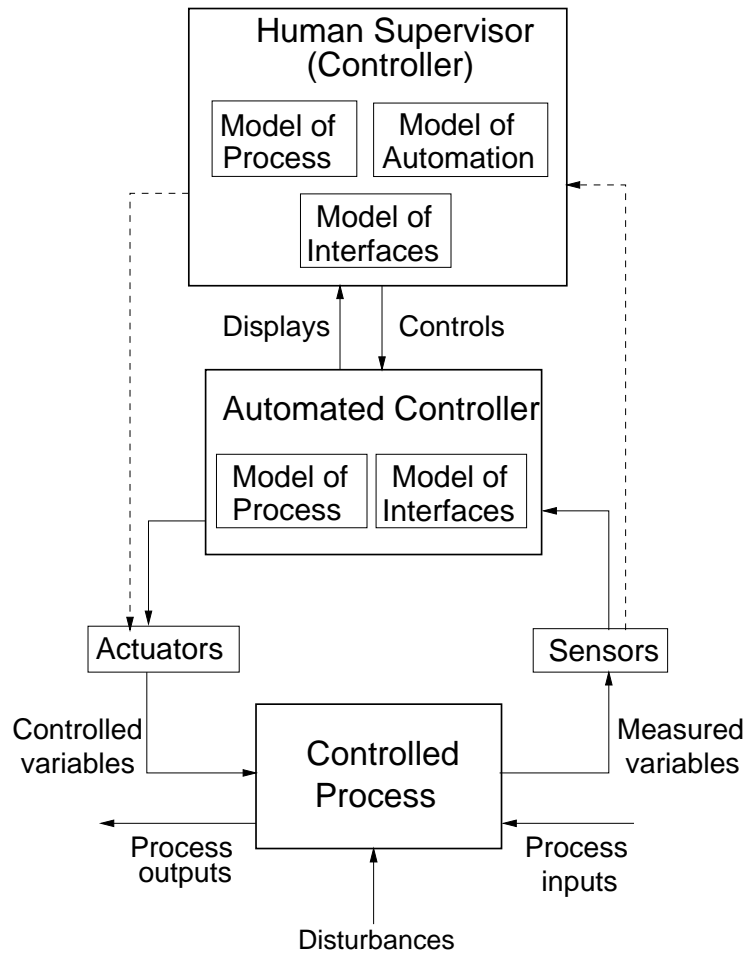 Human Supervisor
(Controller)
Model of
Process
Model of
Automation
Model of
Interfaces
Displays
Controls
Automated Controller
Model of
Process
Model of
Interfaces
Actuators
Sensors
Controlled
variables
Controlled
Process
Measured
variables
Process
outputs
Process
inputs
Disturbances